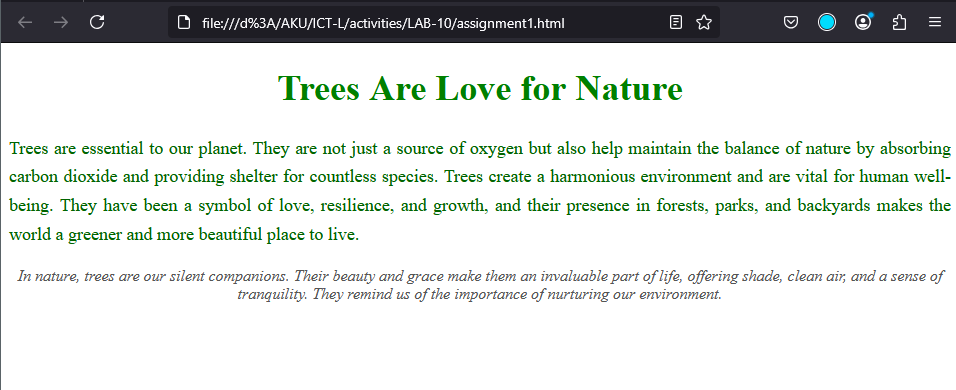 file:///d%3A/AKU/ICT-L/activities/LAB-10/assignment1.html
Trees Are Love for Nature
Trees are essential to our planet. They are not just a source of oxygen but also help maintain the balance of nature by absorbing
carbon dioxide and providing shelter for countless species. Trees create a harmonious environment and are vital for human well-
being. They have been a symbol of love, resilience, and growth, and their presence in forests, parks, and backyards makes the
world a greener and more beautiful place to live.
In nature, trees are our silent companions. Their beauty and grace make them an invaluable part of life, offering shade, clean air, and a sense of
tranquility. They remind us of the importance of nurturing our environment.